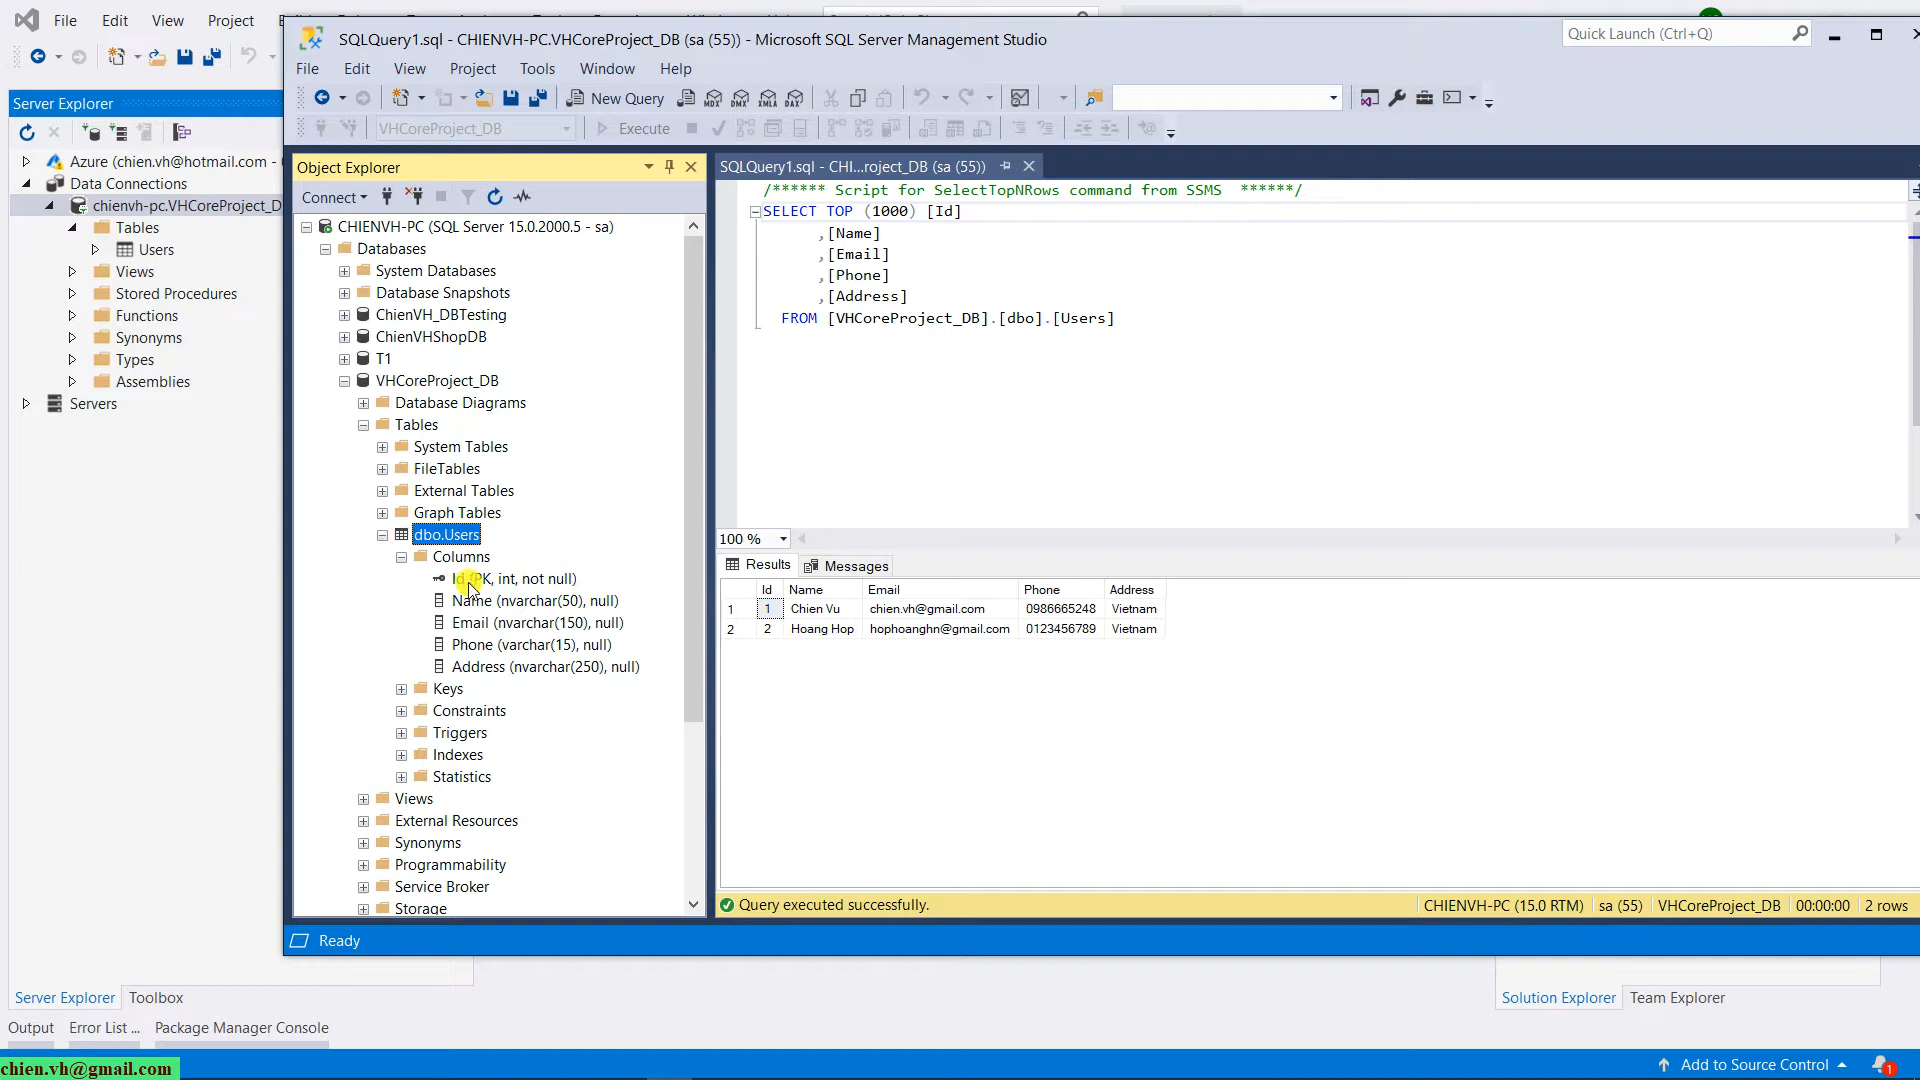 File Edit View Project
SQLQuery1.sql - CHIENVH-PC.VHCoreProject_DB (sa (55)) - Microsoft SQL Server Management Studio
Quick Launch (Ctrl+Q)
File Edit View Project Tools Window Help
New Query MDX DMX XMLA DAX
VHCoreProject_DB Execute
Server Explorer
Azure (chien.vh@hotmail.com -
Data Connections
chienvh-pc.VHCoreProject_D
Tables
Users
Views
Stored Procedures
Functions
Synonyms
Types
Assemblies
Servers
Object Explorer
Connect
CHIENVH-PC (SQL Server 15.0.2000.5 - sa)
Databases
System Databases
Database Snapshots
ChienVH_DBTesting
ChienVHShopDB
T1
VHCoreProject_DB
Database Diagrams
Tables
System Tables
FileTables
External Tables
Graph Tables
dbo.Users
Columns
Id (PK, int, not null)
Name (nvarchar(50), null)
Email (nvarchar(150), null)
Phone (varchar(15), null)
Address (nvarchar(250), null)
Keys
Constraints
Triggers
Indexes
Statistics
Views
External Resources
Synonyms
Programmability
Service Broker
Storage
SQLQuery1.sql - CHI...roject_DB (sa (55))
/****** Script for SelectTopNRows command from SSMS ******/
SELECT TOP (1000) [Id]
,[Name]
,[Email]
,[Phone]
,[Address]
FROM [VHCoreProject_DB].[dbo].[Users]
100 %
Results Messages
Id Name Email Phone Address
1 1 Chien Vu chien.vh@gmail.com 0986665248 Vietnam
2 2 Hoang Hop hophoanghn@gmail.com 0123456789 Vietnam
Query executed successfully. CHIENVH-PC (15.0 RTM) sa (55) VHCoreProject_DB 00:00:00 2 rows
Ready
Server Explorer Toolbox
Solution Explorer Team Explorer
Output Error List ... Package Manager Console
Add to Source Control 1
chien.vh@gmail.com